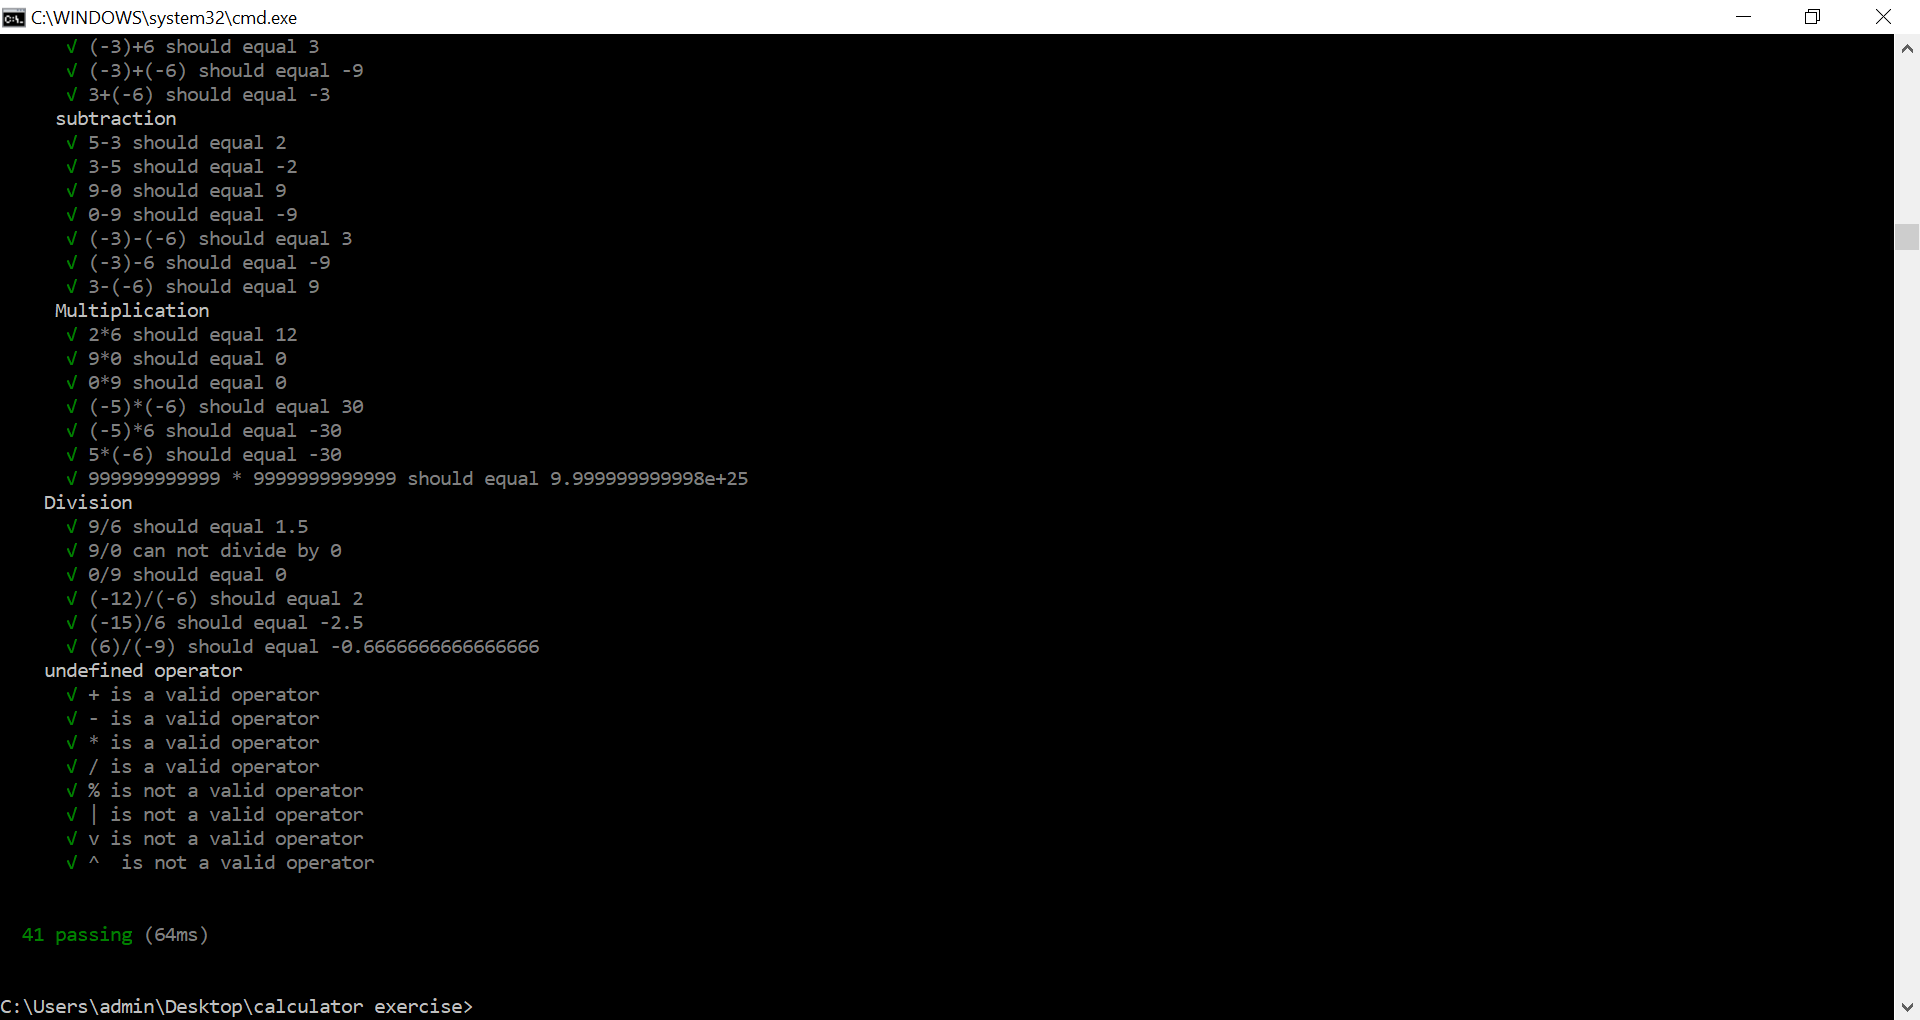 C:\WINDOWS\system32\cmd.exe
√ (-3)+6 should equal 3
√ (-3)+(-6) should equal -9
√ 3+(-6) should equal -3
subtraction
√ 5-3 should equal 2
√ 3-5 should equal -2
√ 9-0 should equal 9
√ 0-9 should equal -9
√ (-3)-(-6) should equal 3
√ (-3)-6 should equal -9
√ 3-(-6) should equal 9
Multiplication
√ 2*6 should equal 12
√ 9*0 should equal 0
√ 0*9 should equal 0
√ (-5)*(-6) should equal 30
√ (-5)*6 should equal -30
√ 5*(-6) should equal -30
√ 999999999999 * 9999999999999 should equal 9.999999999998e+25
Division
√ 9/6 should equal 1.5
√ 9/0 can not divide by 0
√ 0/9 should equal 0
√ (-12)/(-6) should equal 2
√ (-15)/6 should equal -2.5
√ (6)/(-9) should equal -0.6666666666666666
undefined operator
√ + is a valid operator
√ - is a valid operator
√ * is a valid operator
√ / is a valid operator
√ % is not a valid operator
√ | is not a valid operator
√ v is not a valid operator
√ ^  is not a valid operator
41 passing (64ms)
C:\Users\admin\Desktop\calculator exercise>